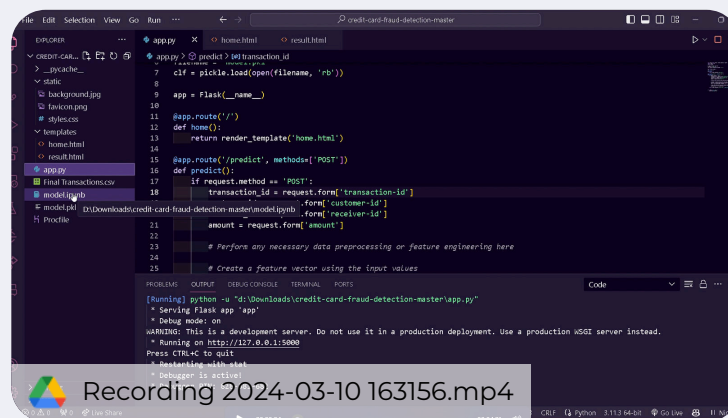 File Edit Selection View Go Run ···
credit-card-fraud-detection-master
EXPLORER ···
app.py
home.html
result.html
CREDIT-CAR...
__pycache__
static
background.jpg
favicon.png
styles.css
templates
home.html
result.html
app.py
Final Transactions.csv
model.ipynb
model.pkl
Procfile
D:\Downloads\credit-card-fraud-detection-master\model.ipynb
app.py > predict > transaction_id
7 clf = pickle.load(open(filename, 'rb'))
8
9 app = Flask(__name__)
10
11 @app.route('/')
12 def home():
13 return render_template('home.html')
14
15 @app.route('/predict', methods=['POST'])
16 def predict():
17 if request.method == 'POST':
18 transaction_id = request.form['transaction-id']
.form['customer-id']
.form['receiver-id']
21 amount = request.form['amount']
22
23 # Perform any necessary data preprocessing or feature engineering here
24
25 # Create a feature vector using the input values
PROBLEMS OUTPUT DEBUG CONSOLE TERMINAL PORTS
Code
[Running] python -u "d:\Downloads\credit-card-fraud-detection-master\app.py"
* Serving Flask app 'app'
* Debug mode: on
WARNING: This is a development server. Do not use it in a production deployment. Use a production WSGI server instead.
* Running on http://127.0.0.1:5000
Press CTRL+C to quit
* Restarting with stat
* Debugger is active!
Recording 2024-03-10 163156.mp4
Live Share
CRLF Python 3.11.3 64-bit Go Live